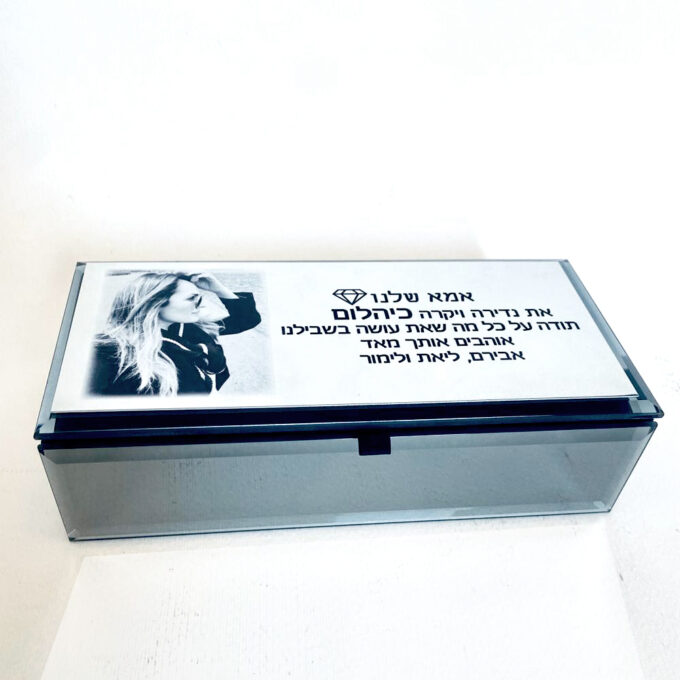 אמא שלנו
את נדירה ויקרה כיהלום
תודה על כל מה שאת עושה בשבילנו
אוהבים אותך מאד
אבירם, ליאת ולימור